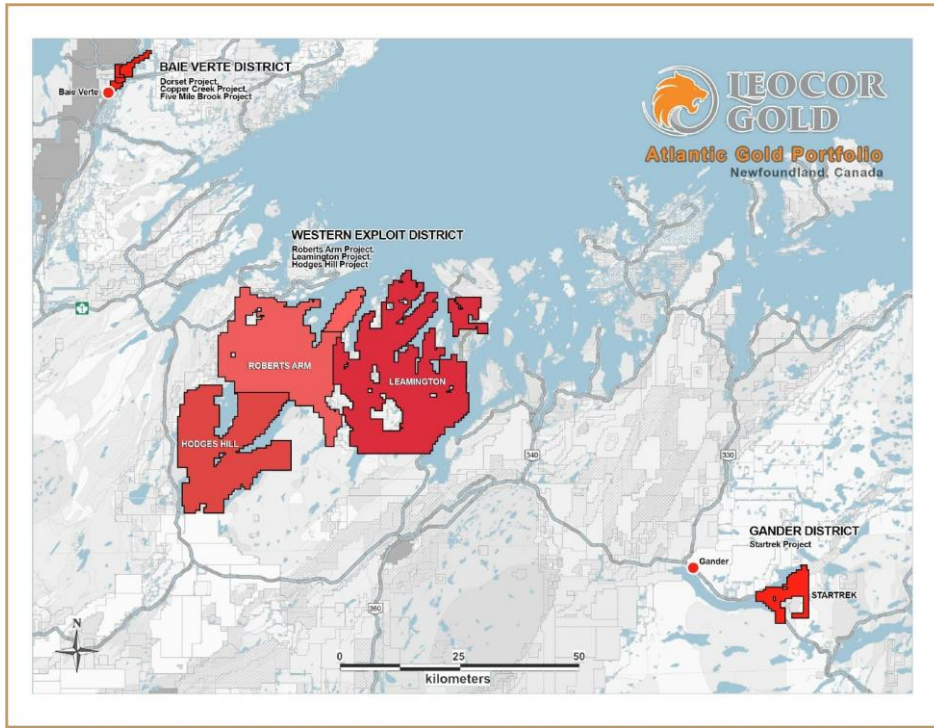 BAIE VERTE DISTRICT
Dorset Project,
Copper Creek Project,
Five Mile Brook Project
Baie Verte
LEOCOR
GOLD
Atlantic Gold Portfolio
Newfoundland, Canada
WESTERN EXPLOIT DISTRICT
Roberts Arm Project,
Leamington Project,
Hodges Hill Project
1
ROBERTS ARM
LEAMINGTON
HODGES HILL
340
330
GANDER DISTRICT
Startrek Project
Gander
STARTREK
360
N
0 25 50
kilometers